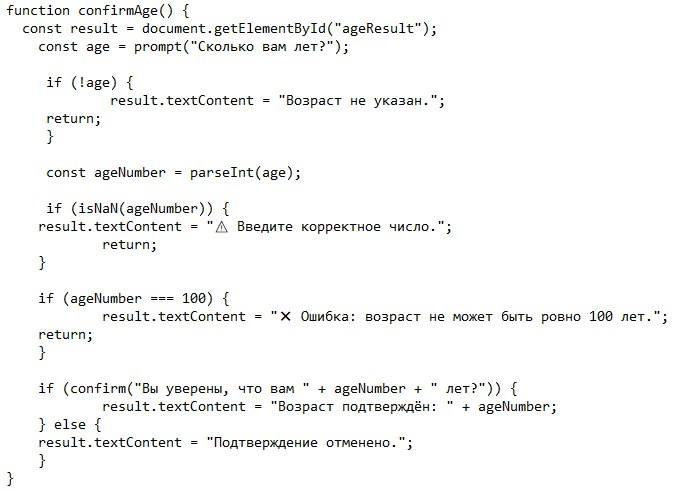 function confirmAge() {
  const result = document.getElementById("ageResult");
    const age = prompt("Сколько вам лет?");

     if (!age) {
             result.textContent = "Возраст не указан.";
     return;
     }

     const ageNumber = parseInt(age);

     if (isNaN(ageNumber)) {
    result.textContent = "⚠ Введите корректное число.";
            return;
    }

    if (ageNumber === 100) {
            result.textContent = "❌ Ошибка: возраст не может быть ровно 100 лет.";
    return;
    }

    if (confirm("Вы уверены, что вам " + ageNumber + " лет?")) {
            result.textContent = "Возраст подтверждён: " + ageNumber;
    } else {
    result.textContent = "Подтверждение отменено.";
    }
}